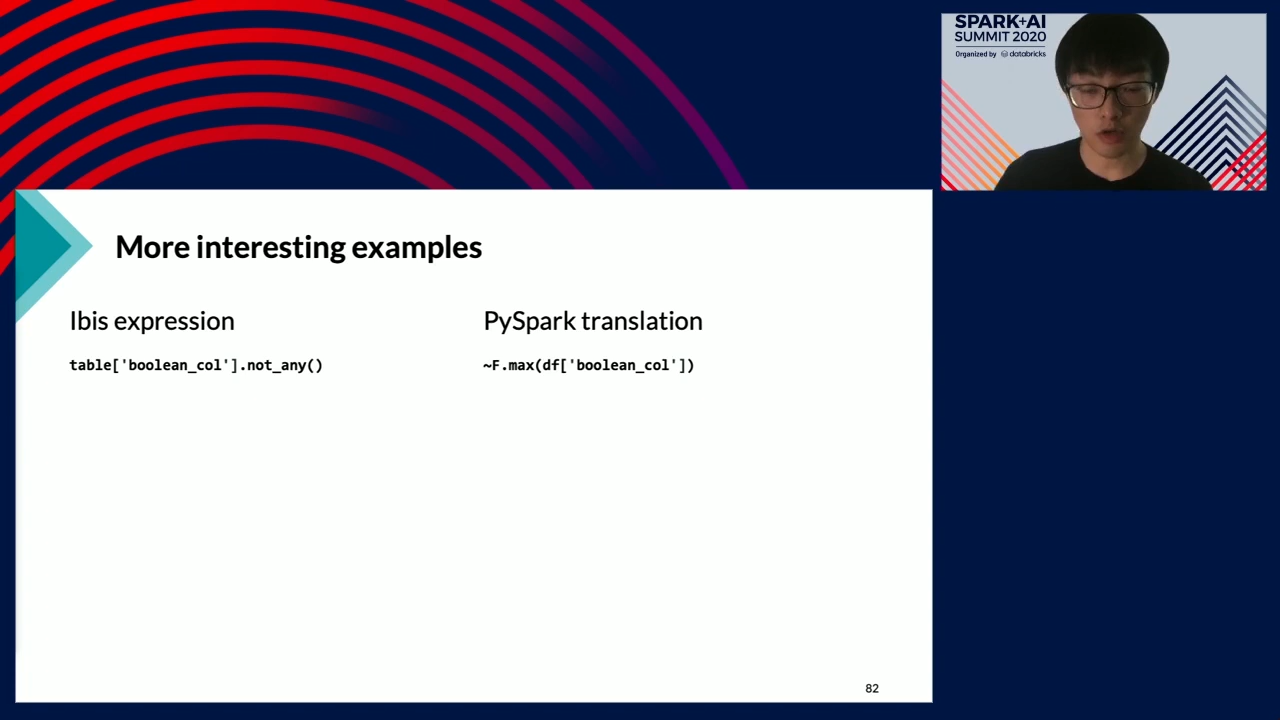 SPARK+AI
SUMMIT 2020
Organized by databricks
More interesting examples
Ibis expression
table['boolean_col'].not_any()
PySpark translation
~F.max(df['boolean_col'])
82